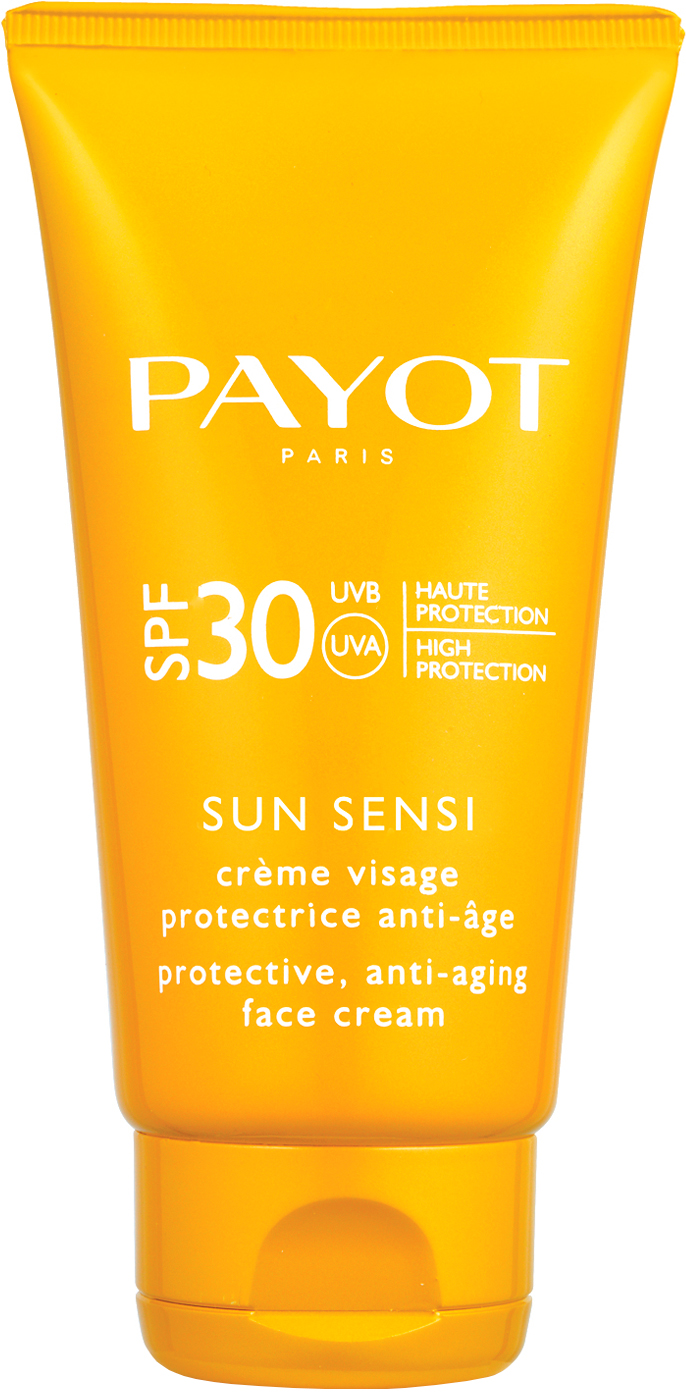 PAYOT
PARIS
SPF 30 UVB
UVA
HAUTE
PROTECTION
HIGH
PROTECTION
SUN SENSI
crème visage
protectrice anti-âge
protective, anti-aging
face cream